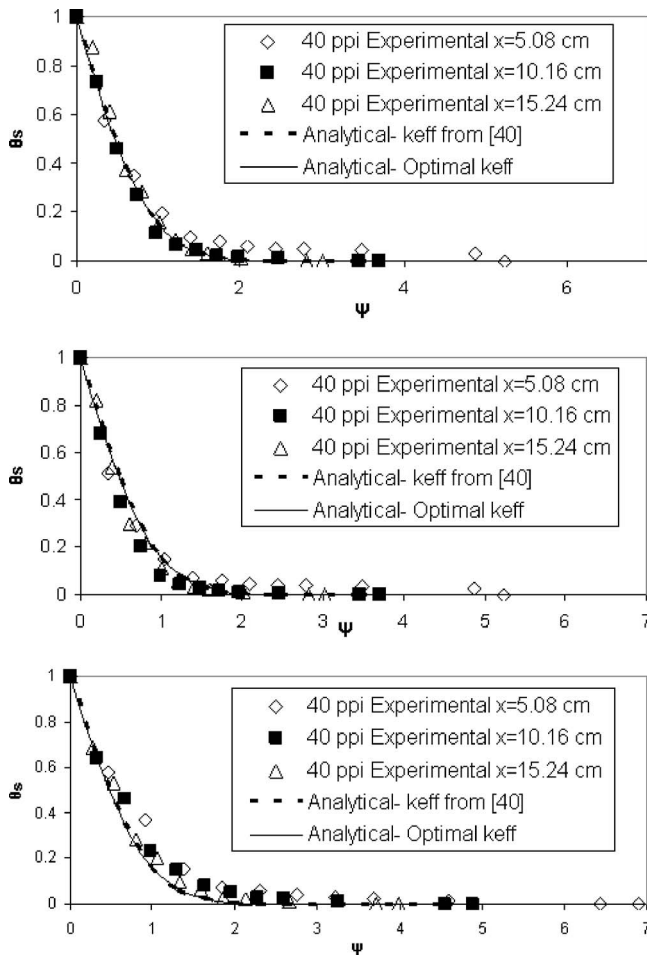 1
0.8
0.6
0.4
0.2
0
θs
40 ppi Experimental x=5.08 cm
40 ppi Experimental x=10.16 cm
40 ppi Experimental x=15.24 cm
Analytical- keff from [40]
Analytical- Optimal keff
0 2 4 6
Ψ
1
0.8
0.6
0.4
0.2
0
θs
40 ppi Experimental x=5.08 cm
40 ppi Experimental x=10.16 cm
40 ppi Experimental x=15.24 cm
Analytical- keff from [40]
Analytical- Optimal keff
0 1 2 3 4 5 6 7
Ψ
1
0.8
0.6
0.4
0.2
0
θs
40 ppi Experimental x=5.08 cm
40 ppi Experimental x=10.16 cm
40 ppi Experimental x=15.24 cm
Analytical- keff from [40]
Analytical- Optimal keff
0 1 2 3 4 5 6 7
Ψ